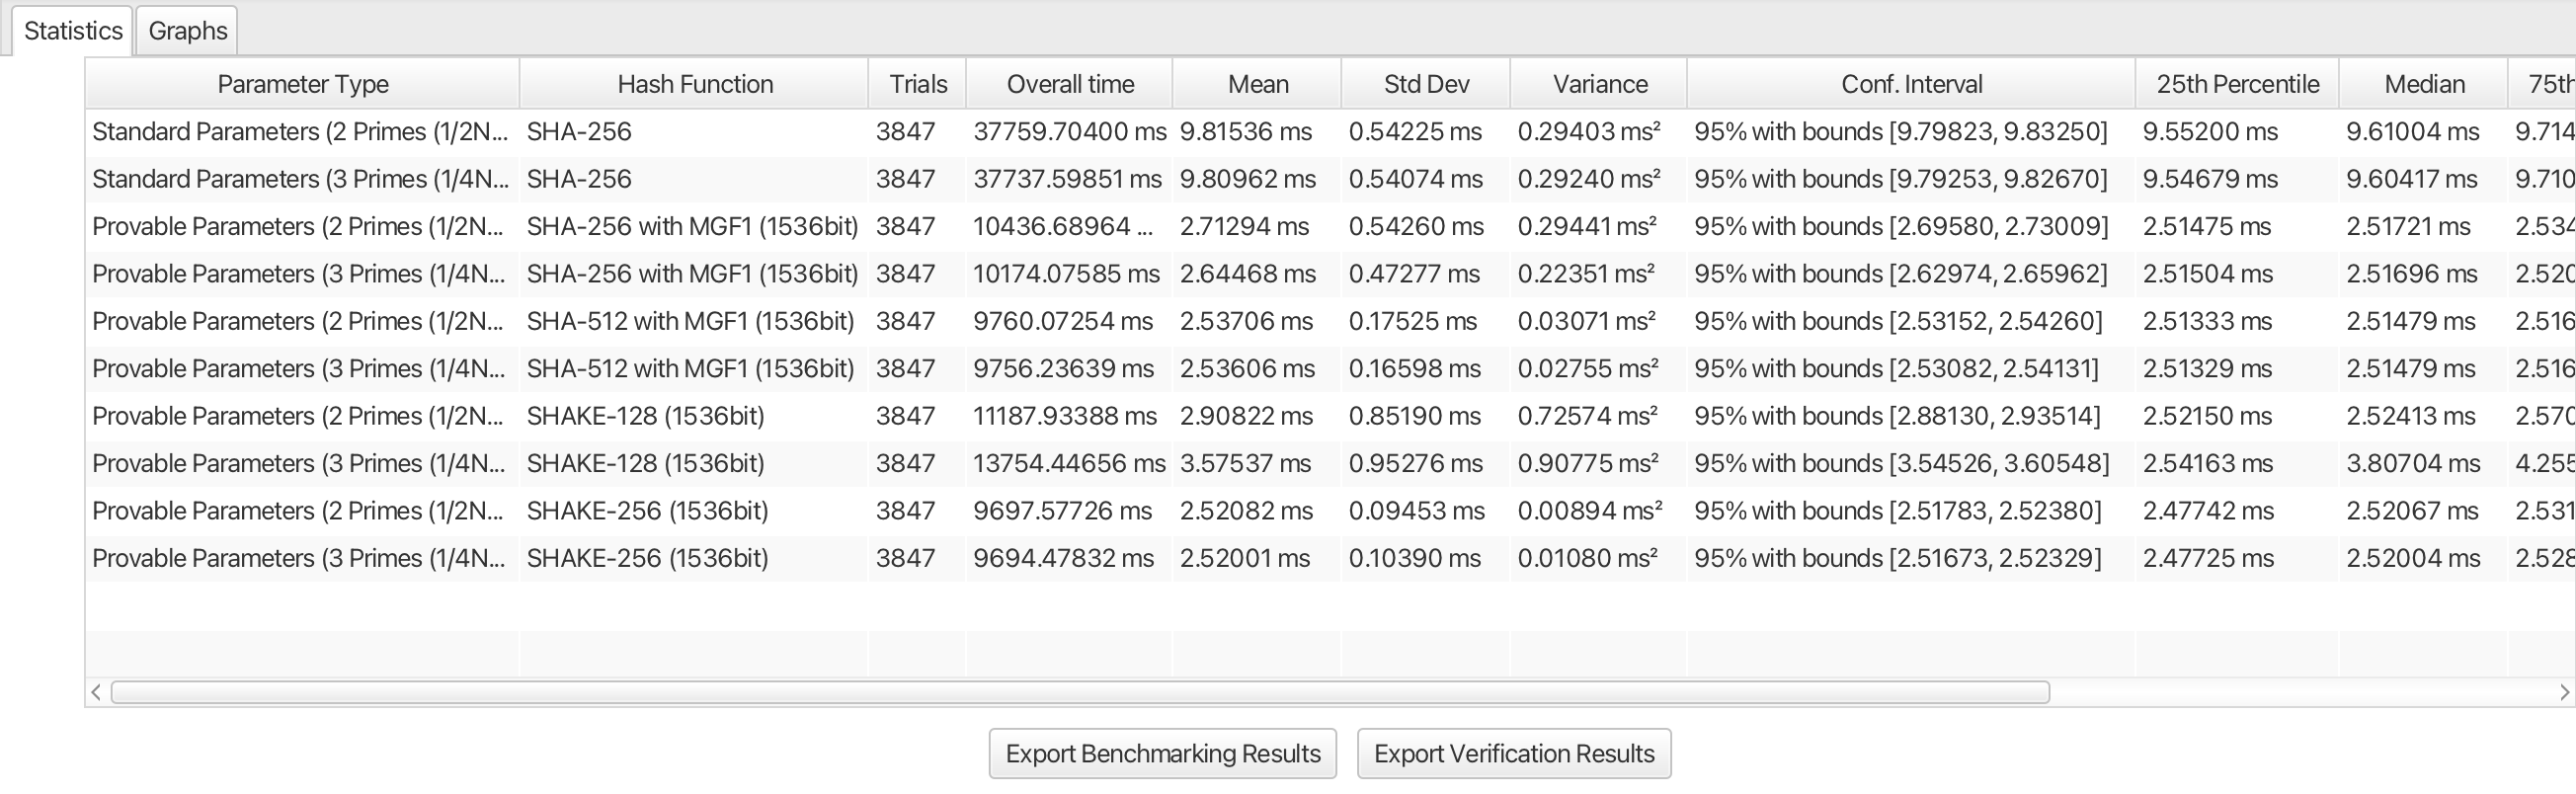 Statistics Graphs
Parameter Type Hash Function Trials Overall time Mean Std Dev Variance Conf. Interval 25th Percentile Median 75th
Standard Parameters (2 Primes (1/2N... SHA-256 3847 37759.70400 ms 9.81536 ms 0.54225 ms 0.29403 ms² 95% with bounds [9.79823, 9.83250] 9.55200 ms 9.61004 ms 9.714
Standard Parameters (3 Primes (1/4N... SHA-256 3847 37737.59851 ms 9.80962 ms 0.54074 ms 0.29240 ms² 95% with bounds [9.79253, 9.82670] 9.54679 ms 9.60417 ms 9.710
Provable Parameters (2 Primes (1/2N... SHA-256 with MGF1 (1536bit) 3847 10436.68964 ... 2.71294 ms 0.54260 ms 0.29441 ms² 95% with bounds [2.69580, 2.73009] 2.51475 ms 2.51721 ms 2.534
Provable Parameters (3 Primes (1/4N... SHA-256 with MGF1 (1536bit) 3847 10174.07585 ms 2.64468 ms 0.47277 ms 0.22351 ms² 95% with bounds [2.62974, 2.65962] 2.51504 ms 2.51696 ms 2.520
Provable Parameters (2 Primes (1/2N... SHA-512 with MGF1 (1536bit) 3847 9760.07254 ms 2.53706 ms 0.17525 ms 0.03071 ms² 95% with bounds [2.53152, 2.54260] 2.51333 ms 2.51479 ms 2.516
Provable Parameters (3 Primes (1/4N... SHA-512 with MGF1 (1536bit) 3847 9756.23639 ms 2.53606 ms 0.16598 ms 0.02755 ms² 95% with bounds [2.53082, 2.54131] 2.51329 ms 2.51479 ms 2.516
Provable Parameters (2 Primes (1/2N... SHAKE-128 (1536bit) 3847 11187.93388 ms 2.90822 ms 0.85190 ms 0.72574 ms² 95% with bounds [2.88130, 2.93514] 2.52150 ms 2.52413 ms 2.570
Provable Parameters (3 Primes (1/4N... SHAKE-128 (1536bit) 3847 13754.44656 ms 3.57537 ms 0.95276 ms 0.90775 ms² 95% with bounds [3.54526, 3.60548] 2.54163 ms 3.80704 ms 4.255
Provable Parameters (2 Primes (1/2N... SHAKE-256 (1536bit) 3847 9697.57726 ms 2.52082 ms 0.09453 ms 0.00894 ms² 95% with bounds [2.51783, 2.52380] 2.47742 ms 2.52067 ms 2.531
Provable Parameters (3 Primes (1/4N... SHAKE-256 (1536bit) 3847 9694.47832 ms 2.52001 ms 0.10390 ms 0.01080 ms² 95% with bounds [2.51673, 2.52329] 2.47725 ms 2.52004 ms 2.528
Export Benchmarking Results Export Verification Results